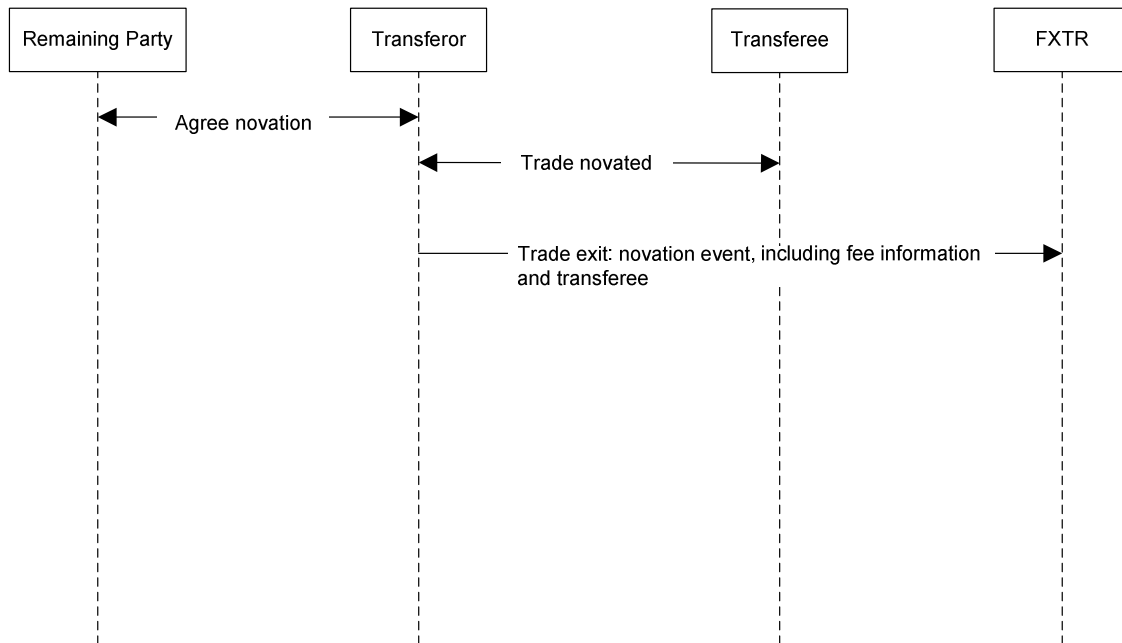 Remaining Party
Transferor
Transferee
FXTR
Agree novation
Trade novated
Trade exit: novation event, including fee information
and transferee